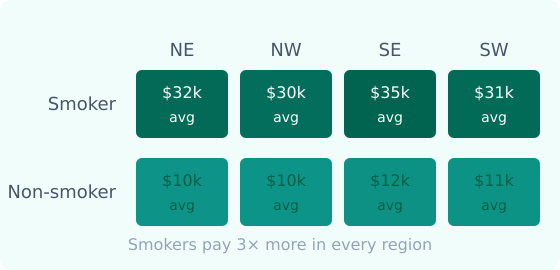 NE NW SE SW
Smoker
$32k $30k $35k $31k
avg avg avg avg
Non-smoker
$10k $10k $12k $11k
avg avg avg avg
Smokers pay 3× more in every region